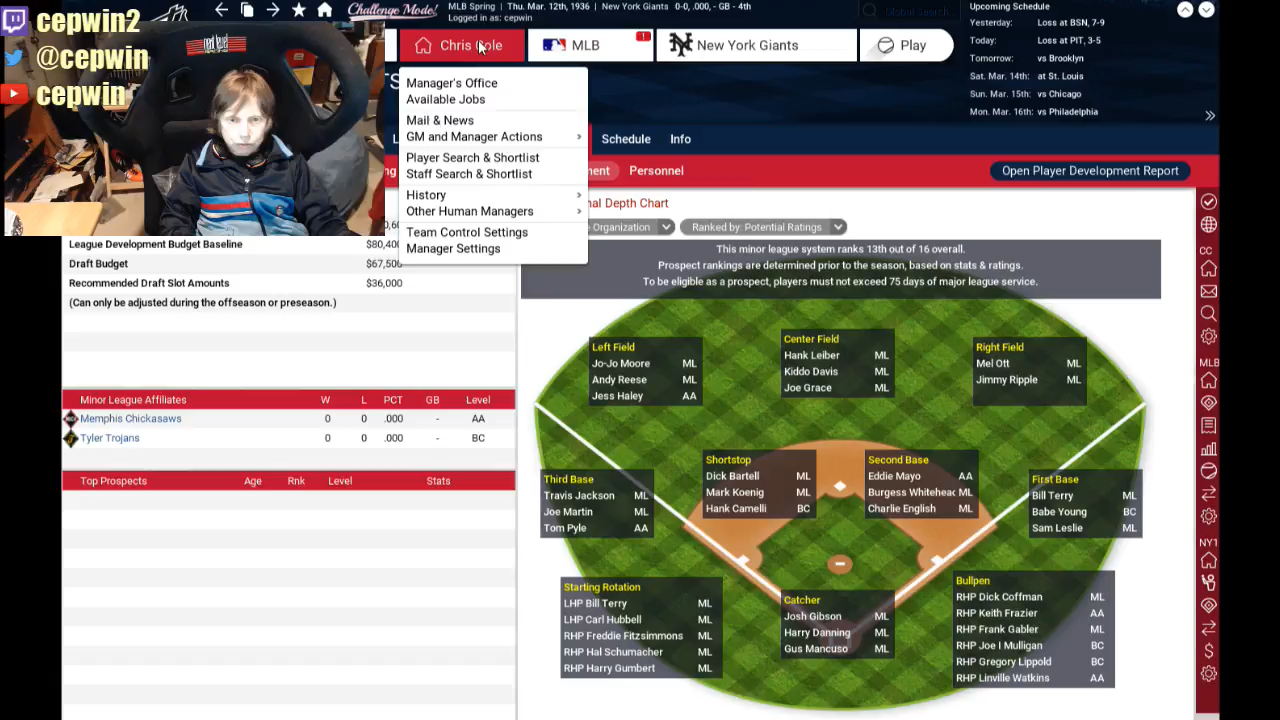 cepwin2
@cepwin
cepwin
Challenge Mode!
MLB Spring | Thu. Mar. 12th, 1936 | New York Giants 0-0, .000, - GB - 4th
Logged in as: cepwin
Global Search...
Upcoming Schedule
Yesterday: Loss at BSN, 7-9
Today: Loss at PIT, 3-5
Tomorrow: vs Brooklyn
Sat. Mar. 14th: at St. Louis
Sun. Mar. 15th: vs Chicago
Mon. Mar. 16th: vs Philadelphia
MLB
New York Giants
Play
Manager's Office
Available Jobs
Mail & News
GM and Manager Actions
Player Search & Shortlist
Staff Search & Shortlist
History
Other Human Managers
Team Control Settings
Manager Settings
Schedule Info
Personnel
Open Player Development Report
League Development Budget Baseline $80,400
Draft Budget $67,500
Recommended Draft Slot Amounts $36,000
(Can only be adjusted during the offseason or preseason.)
Depth Chart
Organization
Ranked by: Potential Ratings
This minor league system ranks 13th out of 16 overall.
Prospect rankings are determined prior to the season, based on stats & ratings.
To be eligible as a prospect, players must not exceed 75 days of major league service.
Minor League Affiliates W L PCT GB Level
Memphis Chickasaws 0 0 .000 - AA
Tyler Trojans 0 0 .000 - BC
Top Prospects Age Rnk Level Stats
Left Field
Jo-Jo Moore ML
Andy Reese ML
Jess Haley AA
Center Field
Hank Leiber ML
Kiddo Davis ML
Joe Grace ML
Right Field
Mel Ott ML
Jimmy Ripple ML
Third Base
Travis Jackson ML
Joe Martin ML
Tom Pyle AA
Shortstop
Dick Bartell ML
Mark Koenig ML
Hank Camelli BC
Second Base
Eddie Mayo AA
Burgess Whitehead ML
Charlie English ML
First Base
Bill Terry ML
Babe Young BC
Sam Leslie ML
Starting Rotation
LHP Bill Terry ML
LHP Carl Hubbell ML
RHP Freddie Fitzsimmons ML
RHP Hal Schumacher ML
RHP Harry Gumbert ML
Catcher
Josh Gibson ML
Harry Danning ML
Gus Mancuso ML
Bullpen
RHP Dick Coffman ML
RHP Keith Frazier AA
RHP Frank Gabler ML
RHP Joe I Mulligan BC
RHP Gregory Lippold BC
RHP Linville Watkins AA
CC
MLB
NY1